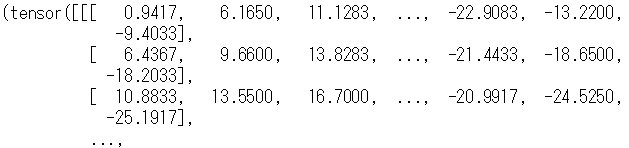 (tensor([[[   0.9417,    6.1650,   11.1283,  ..., -22.9083, -13.2200,
            -9.4033],
         [   6.4367,    9.6600,   13.8283,  ..., -21.4433, -18.6500,
           -18.2033],
         [  10.8833,   13.5500,   16.7000,  ..., -20.9917, -24.5250,
           -25.1917],
         ...,